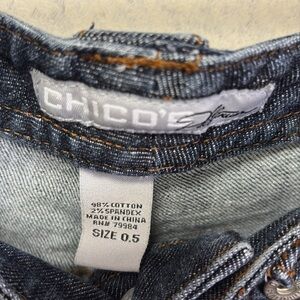 CHICO'S
98% COTTON
2% SPANDEX
MADE IN CHINA
RN# 79984
SIZE 0.5